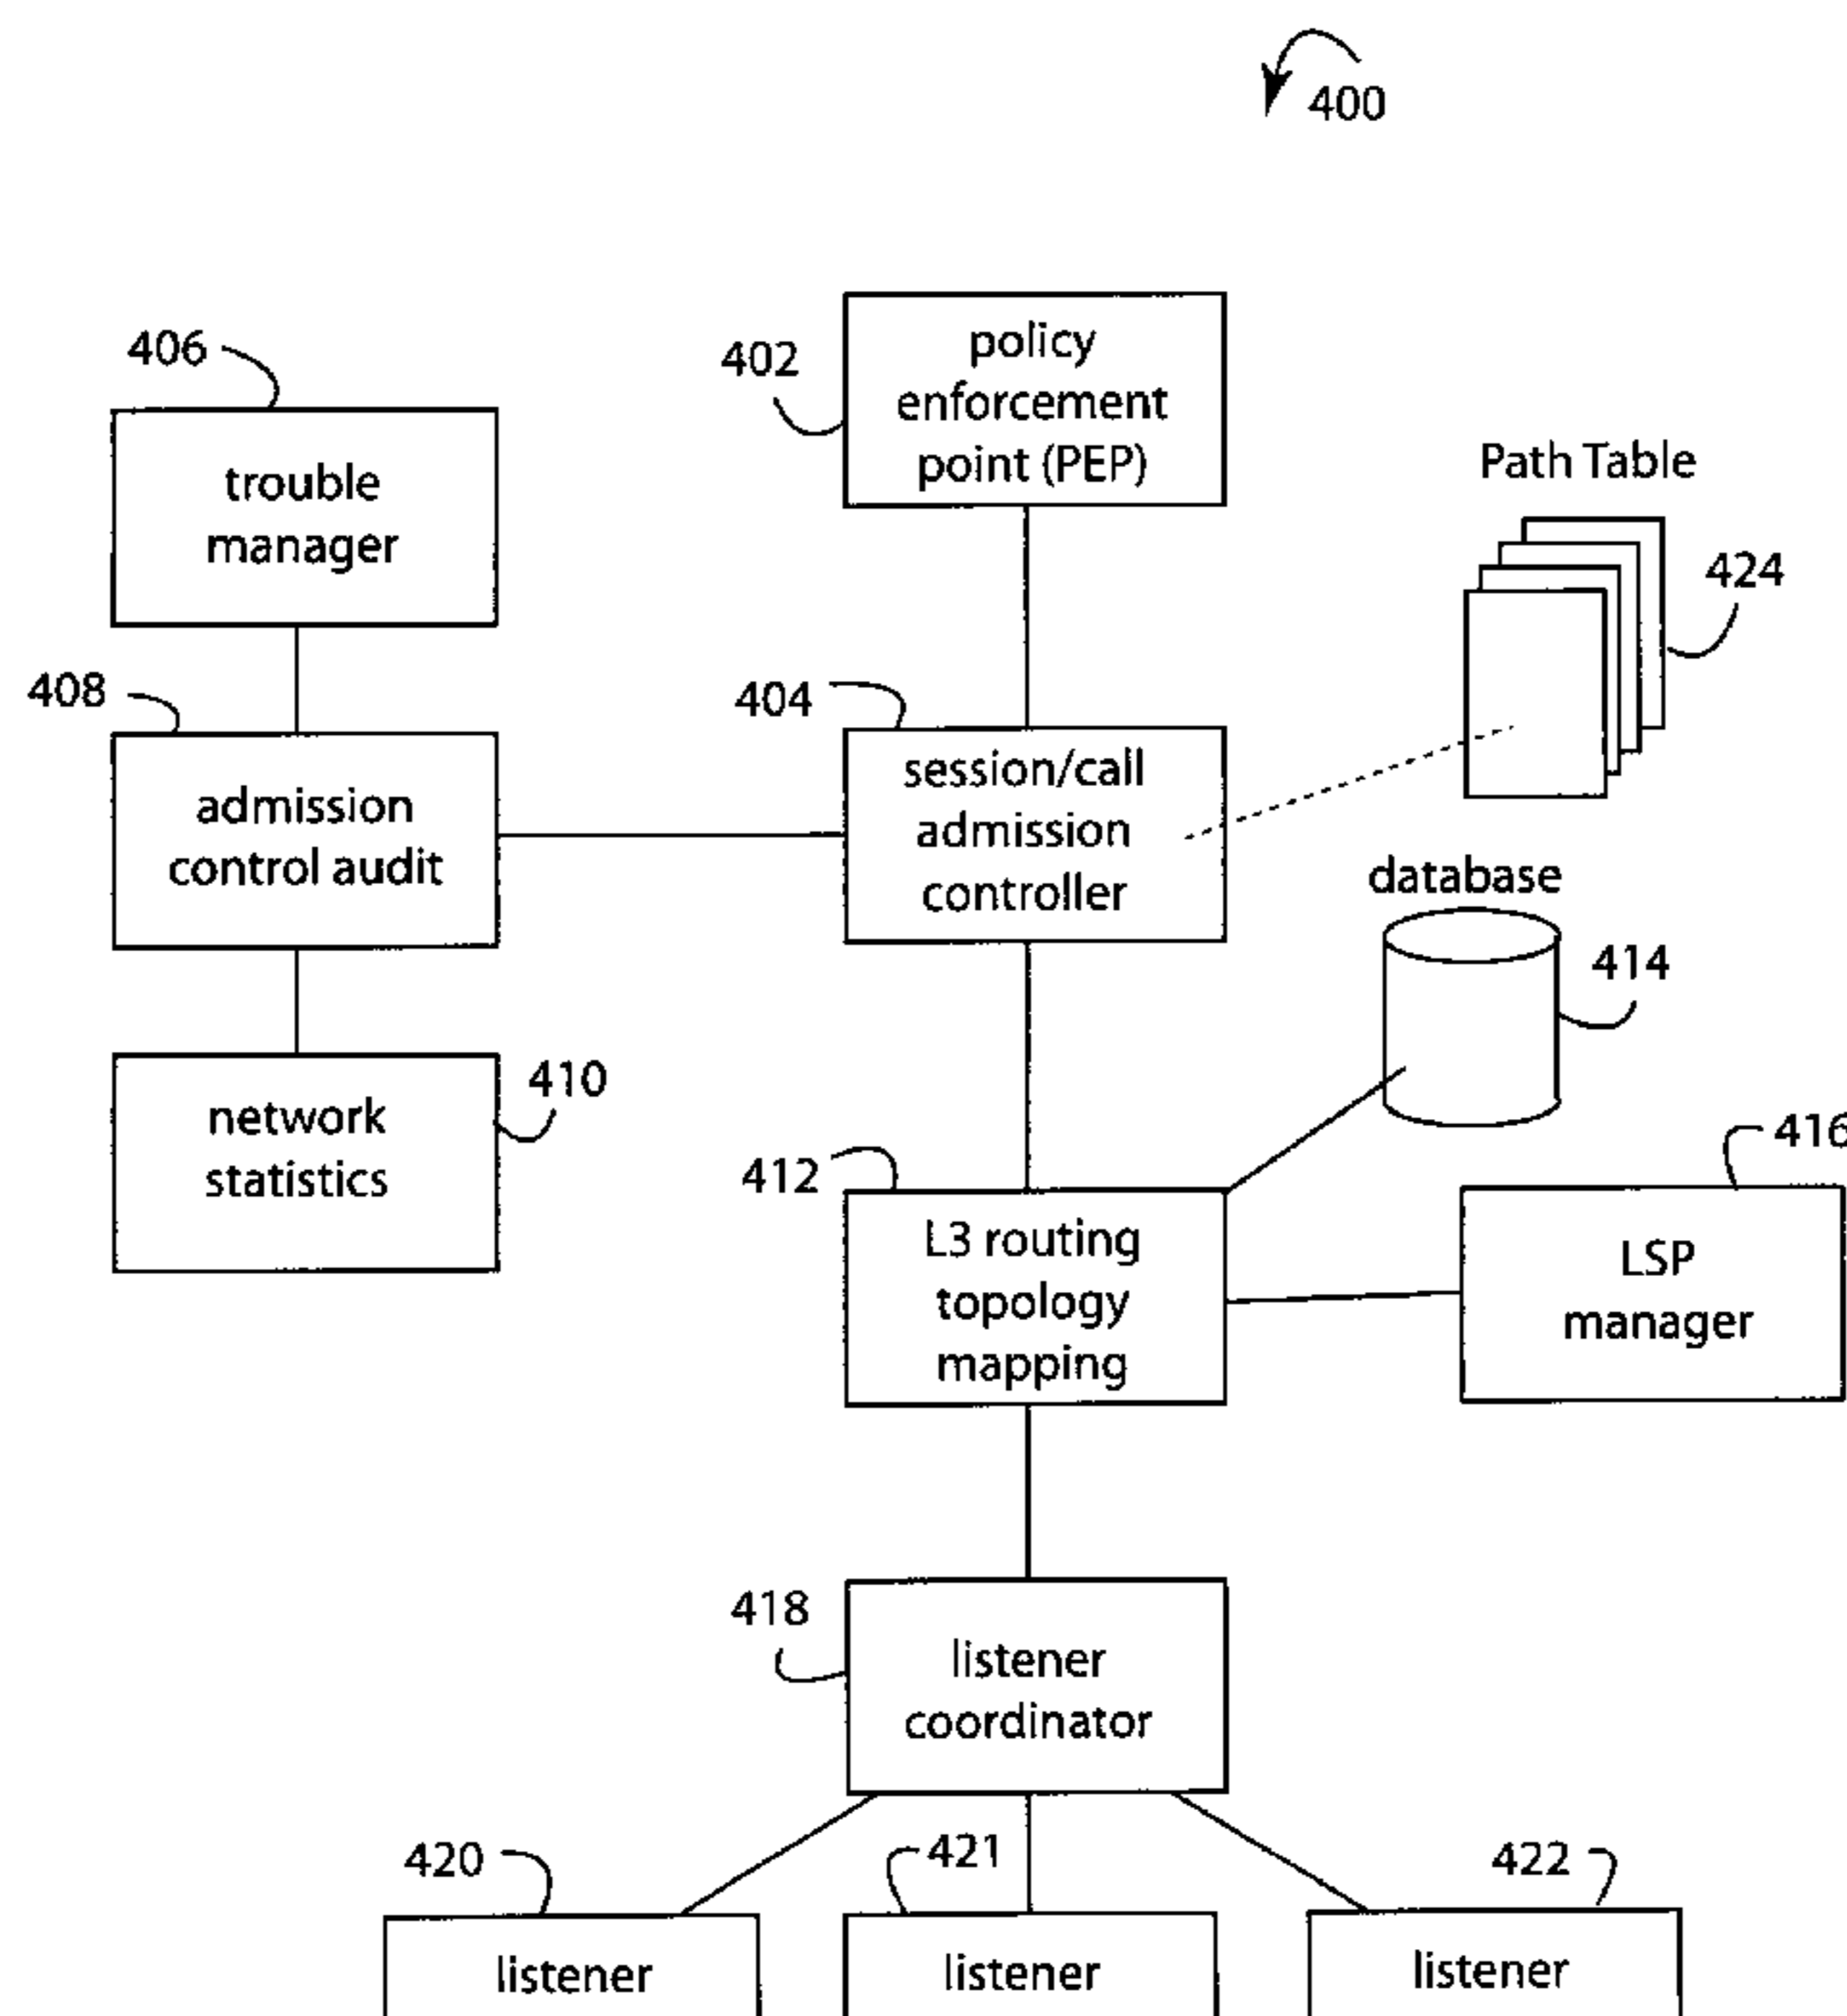 400
406
trouble
manager
402
policy
enforcement
point (PEP)
Path Table
424
408
admission
control audit
404
session/call
admission
controller
database
414
network
statistics
410
412
L3 routing
topology
mapping
416
LSP
manager
418
listener
coordinator
420
listener
421
listener
422
listener